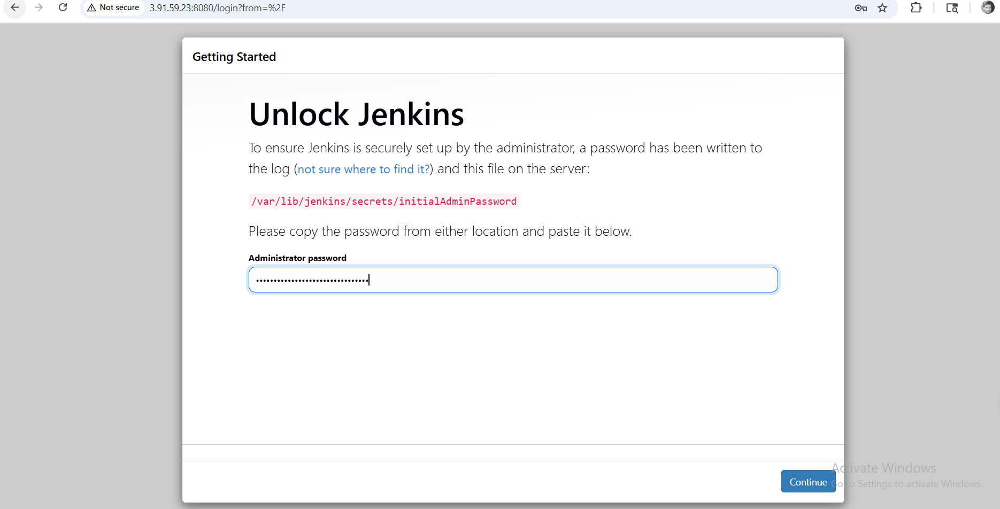 Not secure 3.91.59.23:8080/login?from=%2F
Getting Started
Unlock Jenkins
To ensure Jenkins is securely set up by the administrator, a password has been written to
the log (not sure where to find it?) and this file on the server:
/var/lib/jenkins/secrets/initialAdminPassword
Please copy the password from either location and paste it below.
Administrator password
Continue
Activate Windows
Go to Settings to activate Windows.